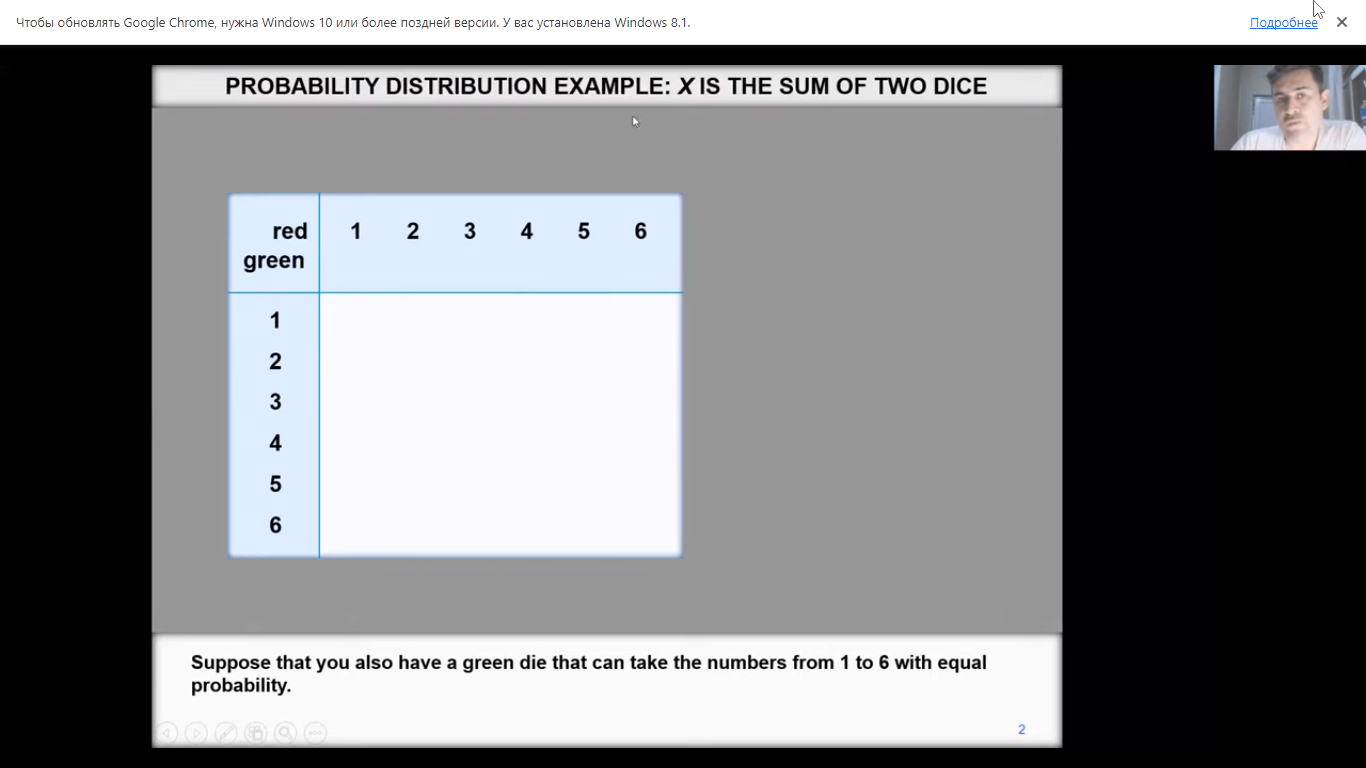 Чтобы обновлять Google Chrome, нужна Windows 10 или более поздней версии. У вас установлена Windows 8.1.
Подробнее
PROBABILITY DISTRIBUTION EXAMPLE: X IS THE SUM OF TWO DICE
red 1 2 3 4 5 6
green
1
2
3
4
5
6
Suppose that you also have a green die that can take the numbers from 1 to 6 with equal
probability.
2